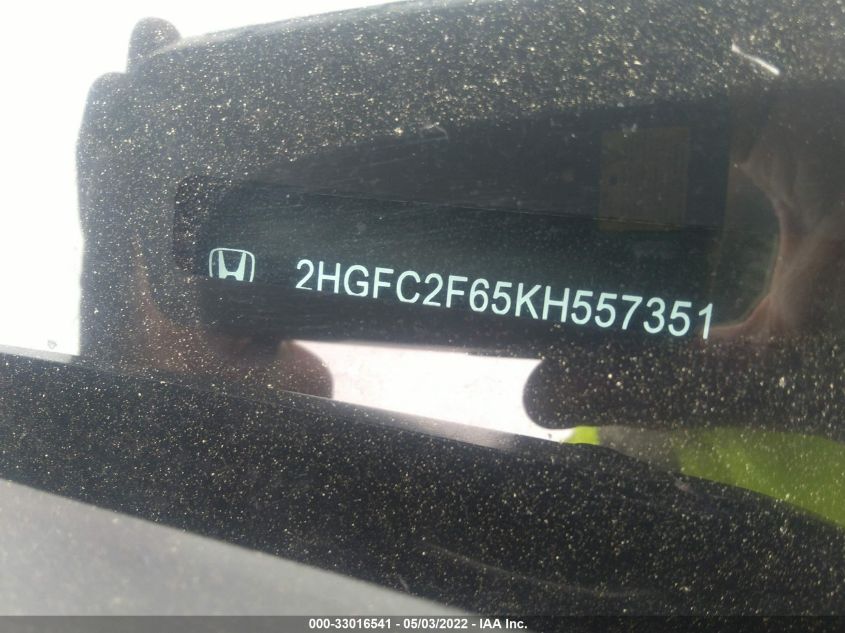 2HGFC2F65KH557351
000-33016541 - 05/03/2022 - IAA Inc.